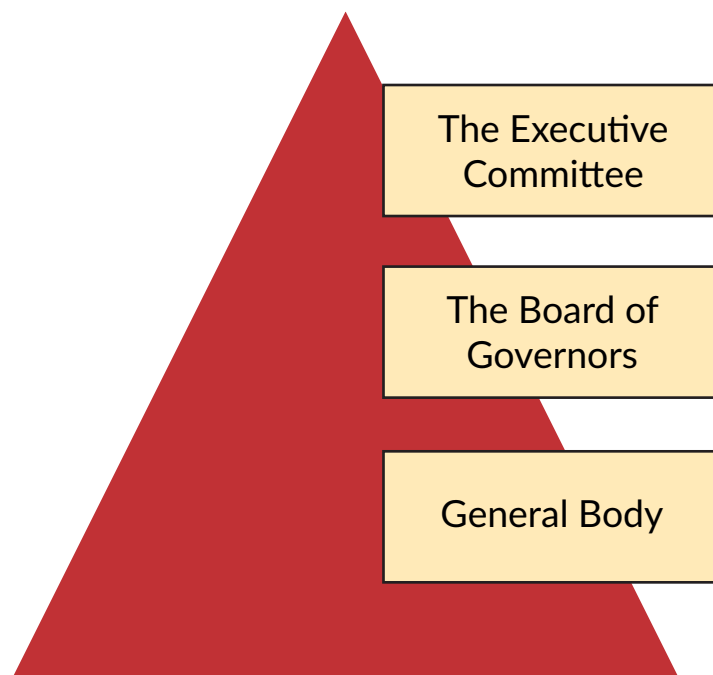 The Executive
Committee
The Board of
Governors
General Body